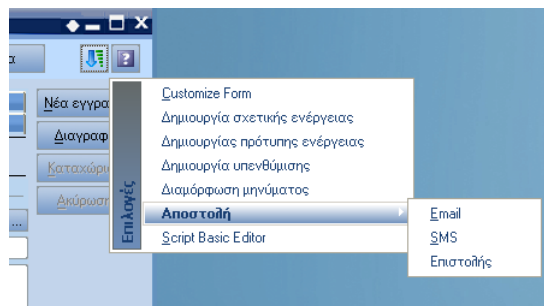 α
?
Νέα εγγρα
Διαγραφ
Καταχώρι
Ακύρωσr
...
Επιλογές
Customize Form
Δημιουργία σχετικής ενέργειας
Δημιουργίας πρότυπης ενέργειας
Δημιουργία υπενθύμισης
Διαμόρφωση μηνύματος
Αποστολή
Script Basic Editor
Email
SMS
Επιστολής